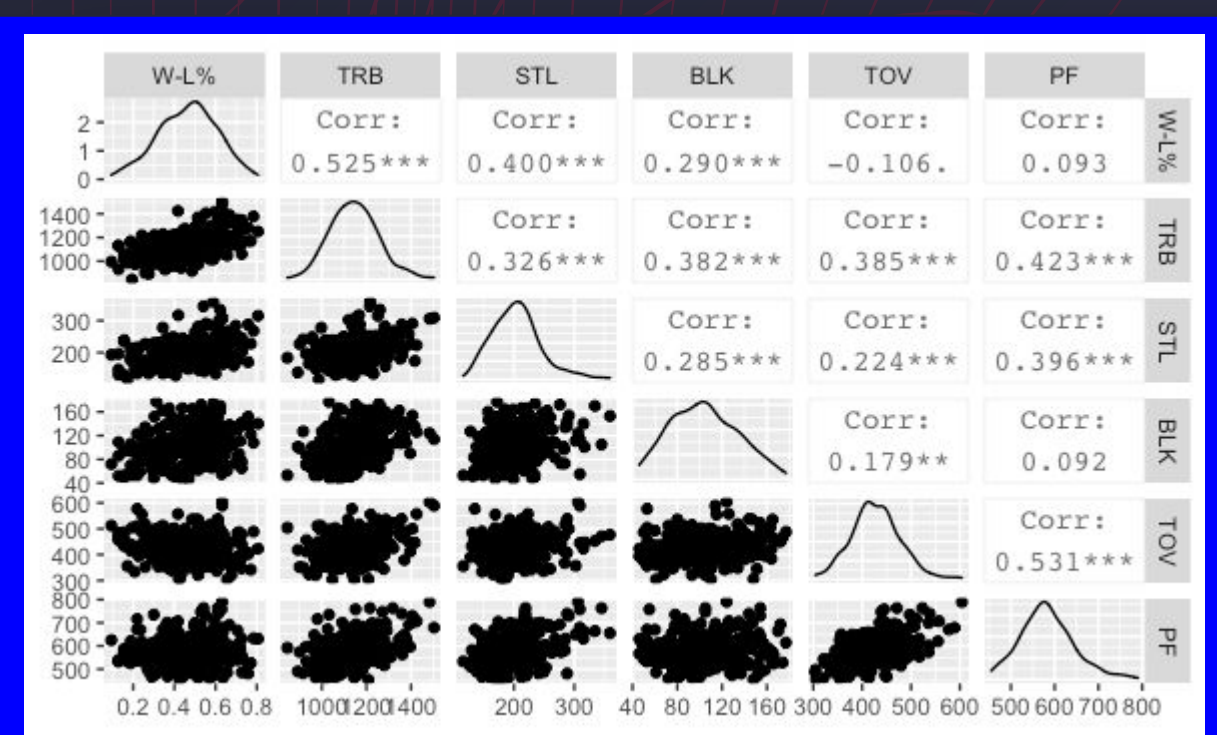 W-L% TRB STL BLK TOV PF
2 Corr: Corr: Corr: Corr: Corr: W-L%
1 0.525*** 0.400*** 0.290*** -0.106. 0.093
0
1400 Corr: Corr: Corr: Corr: TRB
1200
1000 0.326*** 0.382*** 0.385*** 0.423***
300 Corr: Corr: Corr: STL
200 0.285*** 0.224*** 0.396***
160 Corr: Corr: BLK
120
80 0.179** 0.092
40
600 Corr: TOV
500
400 0.531***
300
800 PF
700
600
500
0.2 0.4 0.6 0.8 1000 1200 1400 200 300 40 80 120 160 300 400 500 600 500 600 700 800